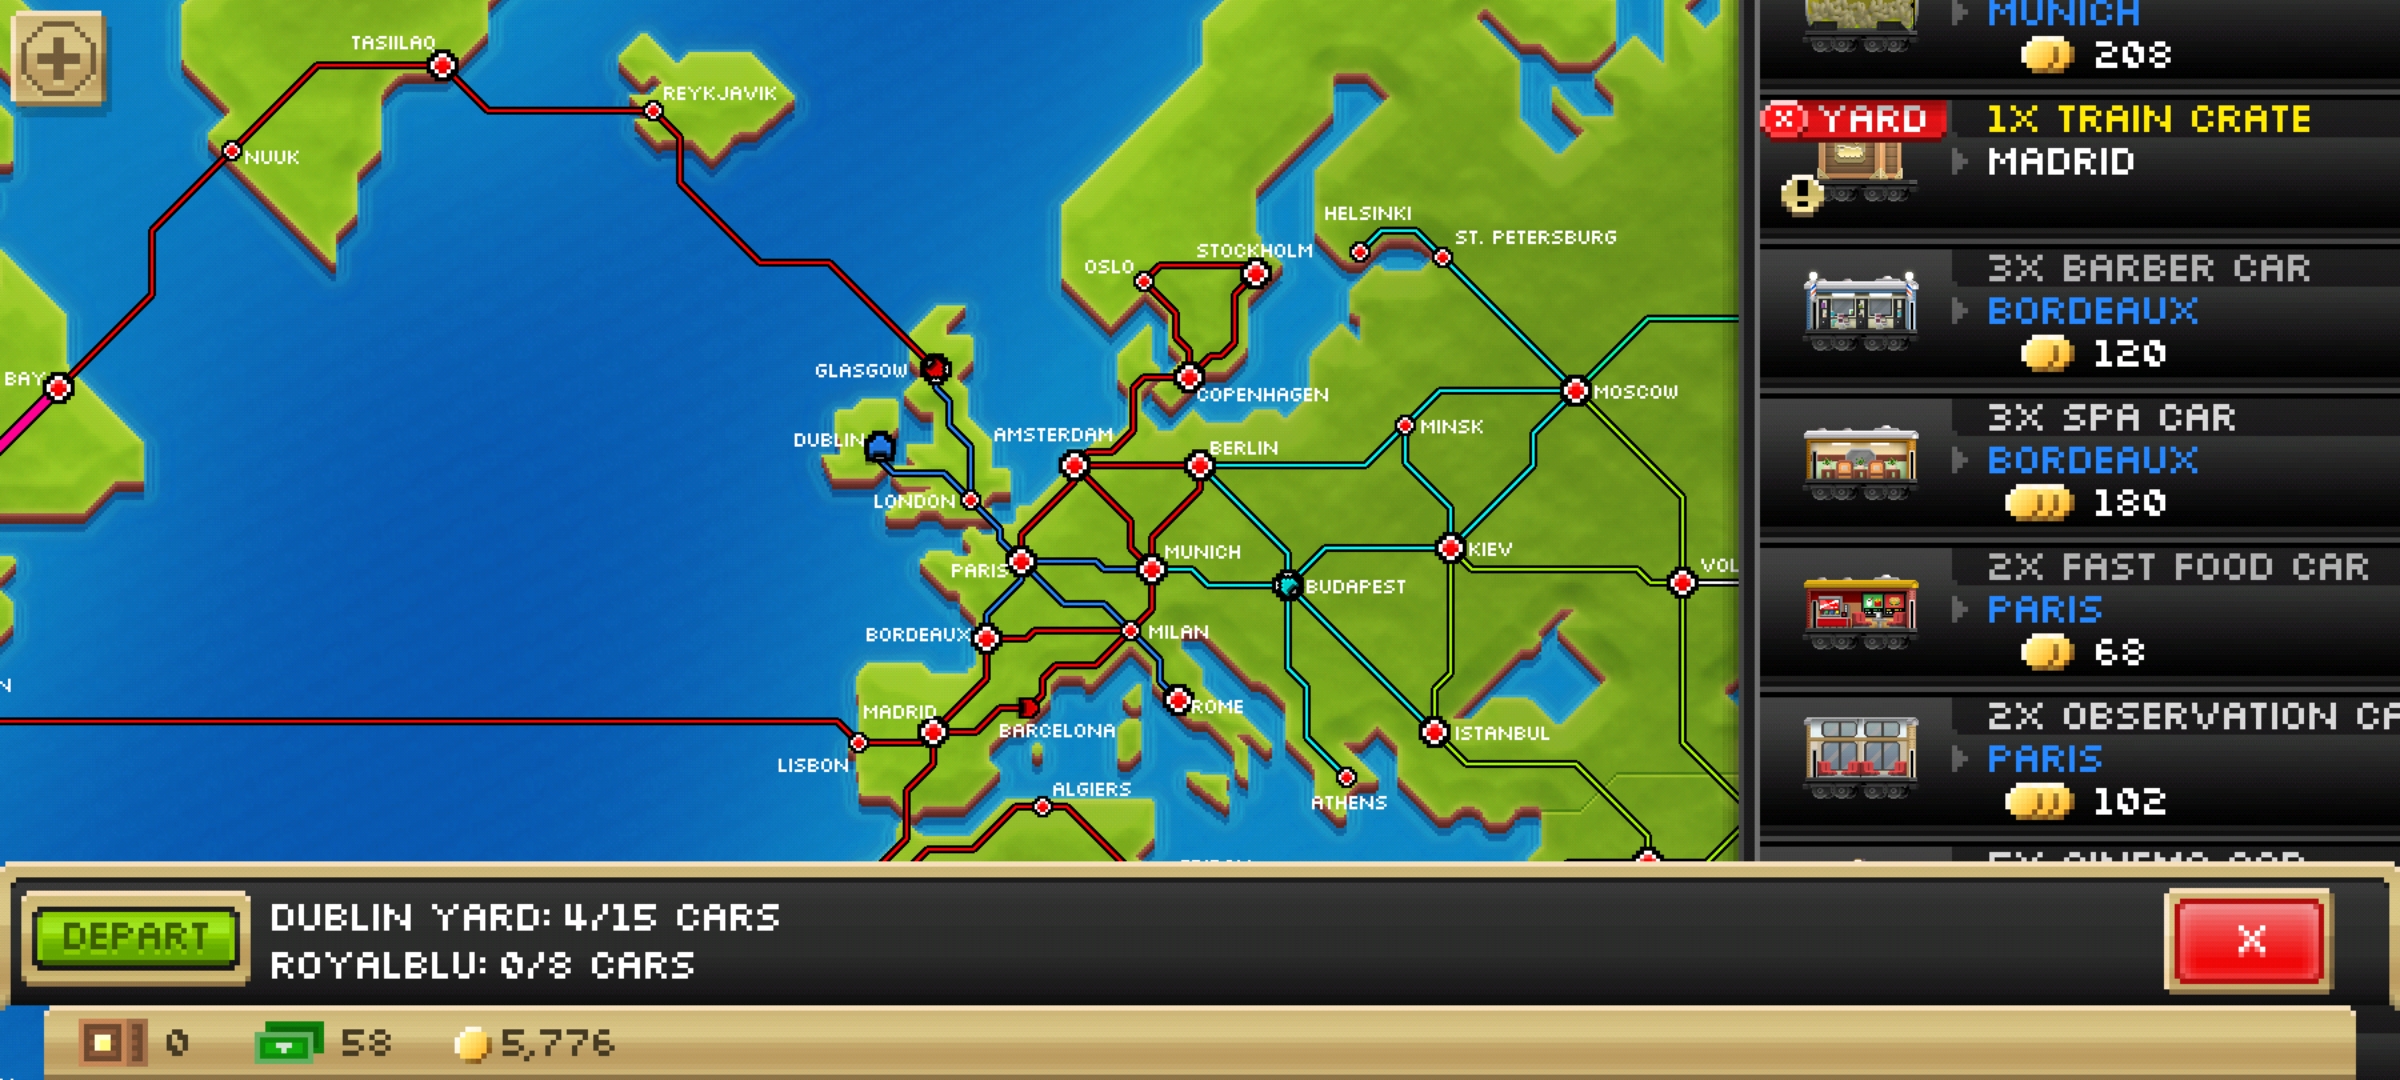 TASIILAQ
REYKJAVIK
NUUK
HELSINKI
ST. PETERSBURG
STOCKHOLM
OSLO
BAY
GLASGOW
COPENHAGEN
MOSCOW
DUBLIN
AMSTERDAM
BERLIN
MINSK
LONDON
PARIS
MUNICH
KIEV
VOL
BUDAPEST
BORDEAUX
MILAN
N
MADRID
ROME
BARCELONA
ISTANBUL
LISBON
ALGIERS
ATHENS
MUNICH
208
X YARD
1X TRAIN CRATE
MADRID
!
3X BARBER CAR
BORDEAUX
120
3X SPA CAR
BORDEAUX
180
2X FAST FOOD CAR
PARIS
68
2X OBSERVATION CA
PARIS
102
DEPART
DUBLIN YARD: 4/15 CARS
ROYALBLU: 0/8 CARS
X
0
58
5,776